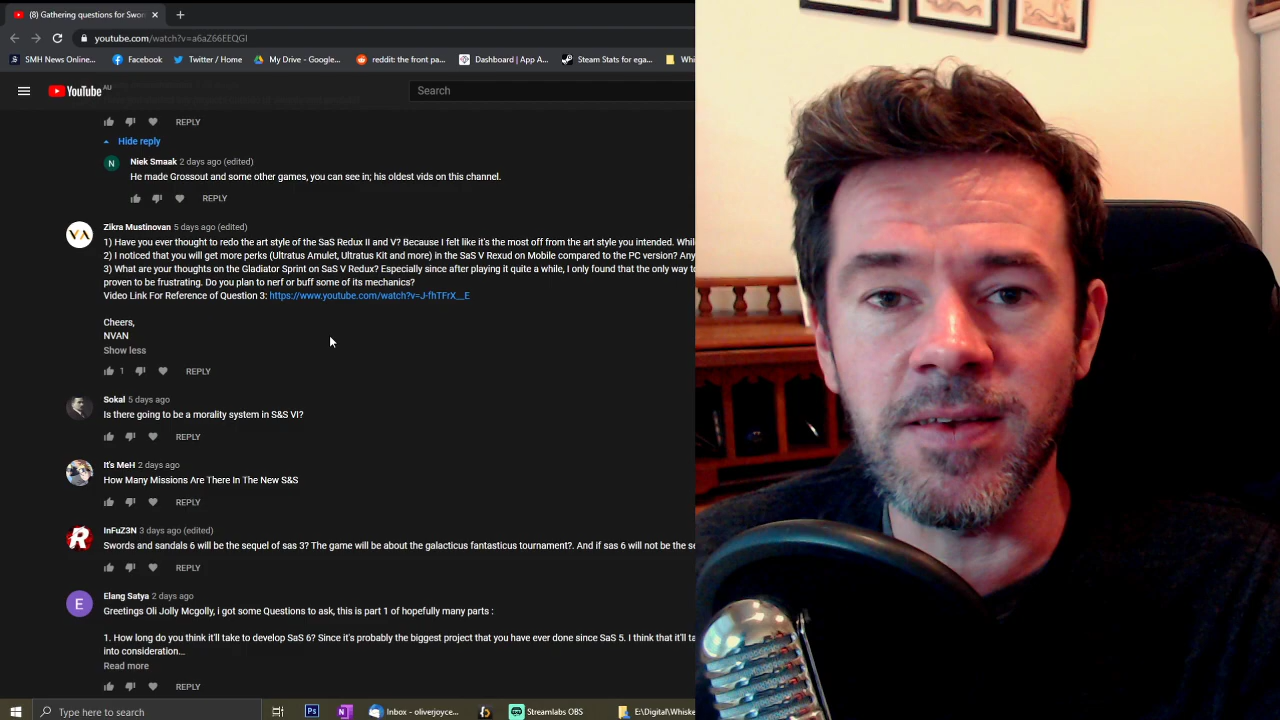 (8) Gathering questions for Swor
youtube.com/watch?v=a6aZ66EEQGI
SMH News Online...
Facebook
Twitter / Home
My Drive - Google...
reddit: the front pa...
Dashboard | App A...
Steam Stats for ega...
Whi
YouTube AU
Search
REPLY
Hide reply
N
Niek Smaak 2 days ago (edited)
He made Grossout and some other games, you can see in; his oldest vids on this channel.
REPLY
VA
Zikra Mustinovan 5 days ago (edited)
1) Have you ever thought to redo the art style of the SaS Redux II and V? Because I felt like it's the most off from the art style you intended. Whil
2) I noticed that you will get more perks (Ultratus Amulet, Ultratus Kit and more) in the SaS V Rexud on Mobile compared to the PC version? Any
3) What are your thoughts on the Gladiator Sprint on SaS V Redux? Especially since after playing it quite a while, I only found that the only way to
proven to be frustrating. Do you plan to nerf or buff some of its mechanics?
Video Link For Reference of Question 3: https://www.youtube.com/watch?v=J-fhTFrX__E
Cheers,
NVAN
Show less
1
REPLY
Sokal 5 days ago
Is there going to be a morality system in S&S VI?
REPLY
It's MeH 2 days ago
How Many Missions Are There In The New S&S
REPLY
R
InFuZ3N 3 days ago (edited)
Swords and sandals 6 will be the sequel of sas 3? The game will be about the galacticus fantasticus tournament?. And if sas 6 will not be the se
REPLY
E
Elang Satya 2 days ago
Greetings Oli Jolly Mcgolly, i got some Questions to ask, this is part 1 of hopefully many parts :
1. How long do you think it'll take to develop SaS 6? Since it's probably the biggest project that you have ever done since SaS 5. I think that it'll ta
into consideration...
Read more
REPLY
Type here to search
Ps
N
Inbox - oliverjoyce...
Streamlabs OBS
E:\Digital\Whiske